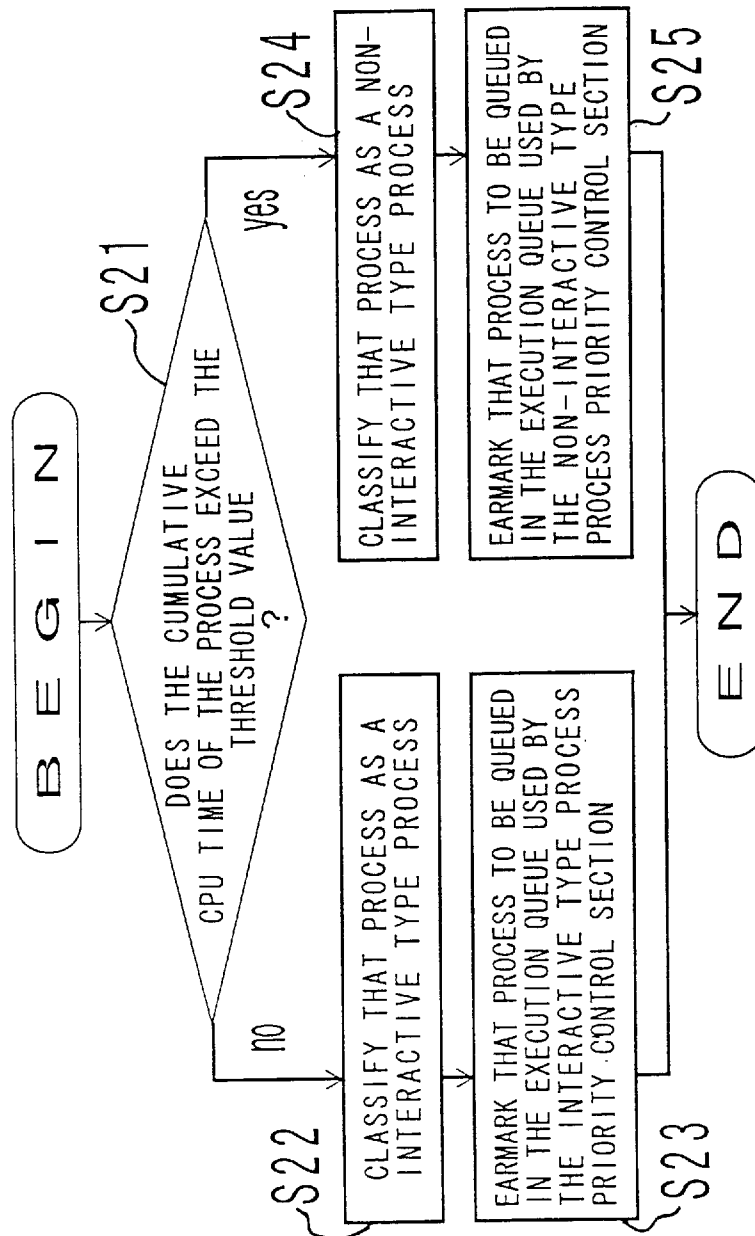 B E G I N
S21
DOES THE CUMULATIVE
CPU TIME OF THE PROCESS EXCEED THE
THRESHOLD VALUE
?
no
yes
S22
CLASSIFY THAT PROCESS AS A
INTERACTIVE TYPE PROCESS
S24
CLASSIFY THAT PROCESS AS A NON-
INTERACTIVE TYPE PROCESS
S23
EARMARK THAT PROCESS TO BE QUEUED
IN THE EXECUTION QUEUE USED BY
THE INTERACTIVE TYPE PROCESS
PRIORITY CONTROL SECTION
S25
EARMARK THAT PROCESS TO BE QUEUED
IN THE EXECUTION QUEUE USED BY
THE NON-INTERACTIVE TYPE
PROCESS PRIORITY CONTROL SECTION
E N D